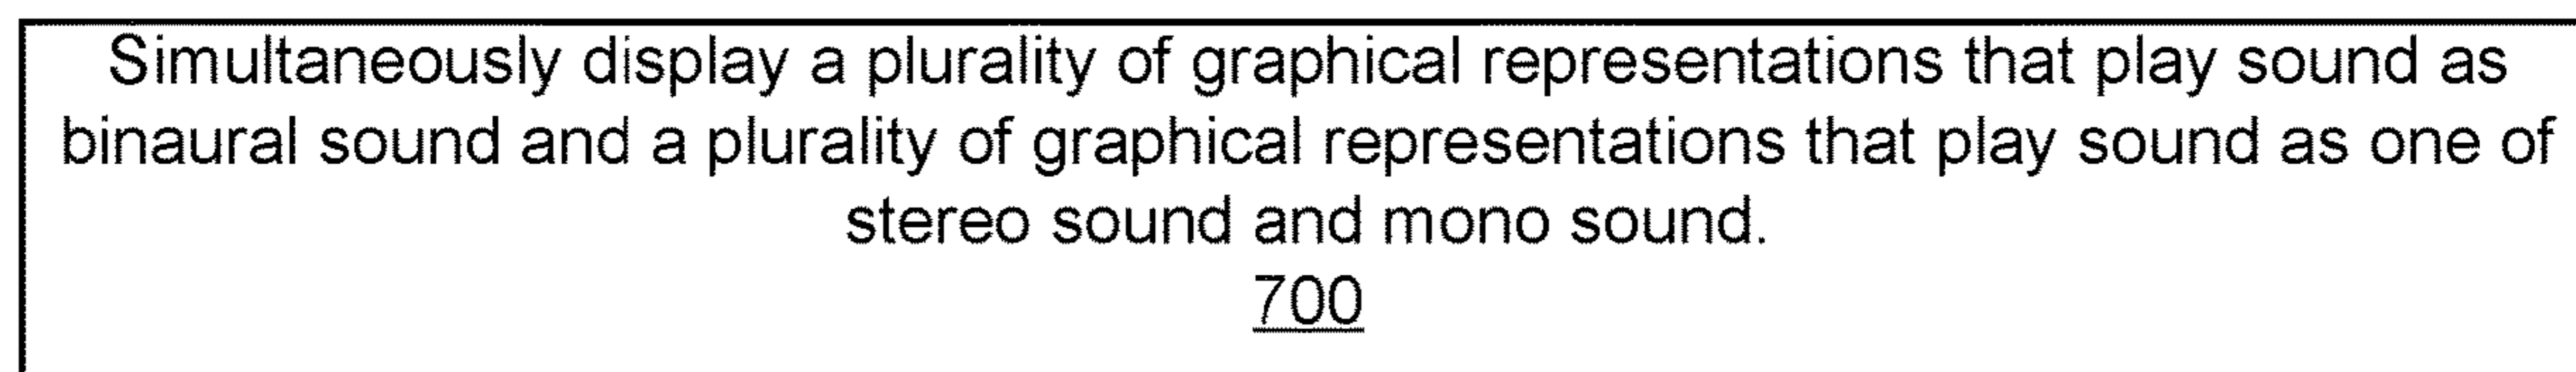 Simultaneously display a plurality of graphical representations that play sound as
binaural sound and a plurality of graphical representations that play sound as one of
stereo sound and mono sound.
700